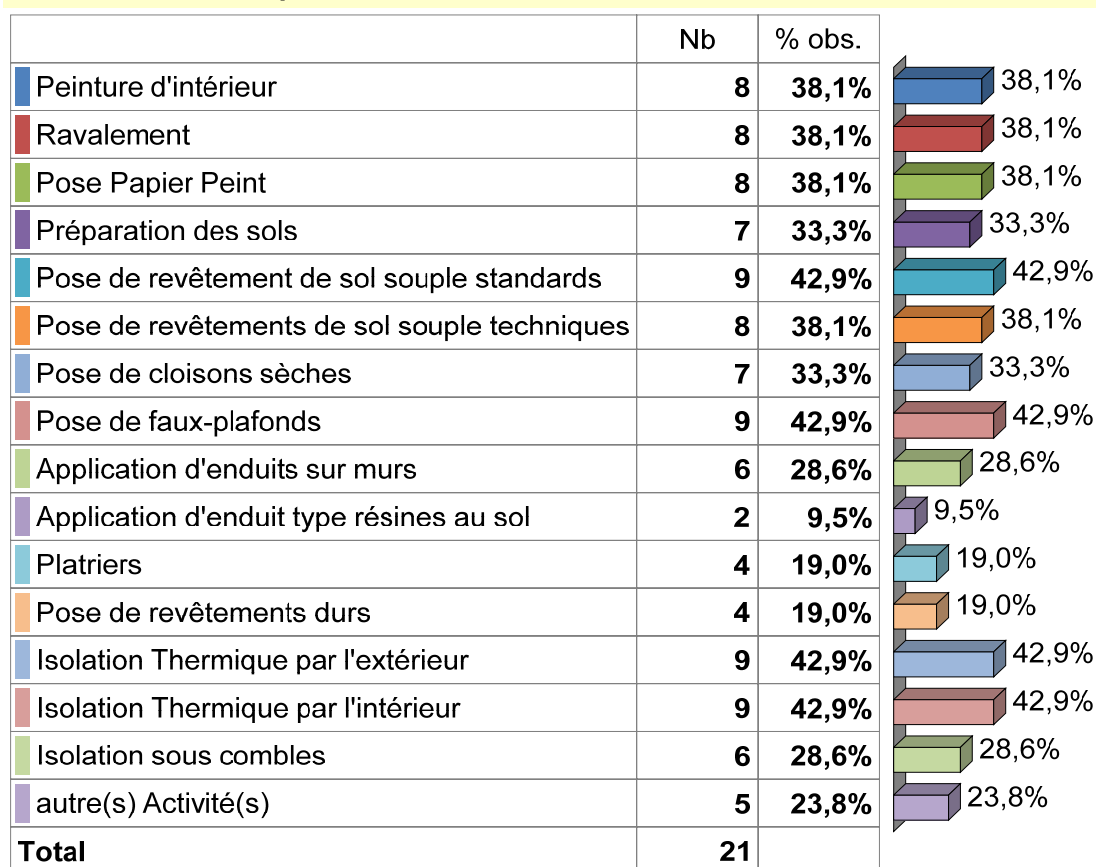 Nb % obs.
Peinture d'intérieur 8 38,1% 38,1%
Ravalement 8 38,1% 38,1%
Pose Papier Peint 8 38,1% 38,1%
Préparation des sols 7 33,3% 33,3%
Pose de revêtement de sol souple standards 9 42,9% 42,9%
Pose de revêtements de sol souple techniques 8 38,1% 38,1%
Pose de cloisons sèches 7 33,3% 33,3%
Pose de faux-plafonds 9 42,9% 42,9%
Application d'enduits sur murs 6 28,6% 28,6%
Application d'enduit type résines au sol 2 9,5% 9,5%
Platriers 4 19,0% 19,0%
Pose de revêtements durs 4 19,0% 19,0%
Isolation Thermique par l'extérieur 9 42,9% 42,9%
Isolation Thermique par l'intérieur 9 42,9% 42,9%
Isolation sous combles 6 28,6% 28,6%
autre(s) Activité(s) 5 23,8% 23,8%
Total 21